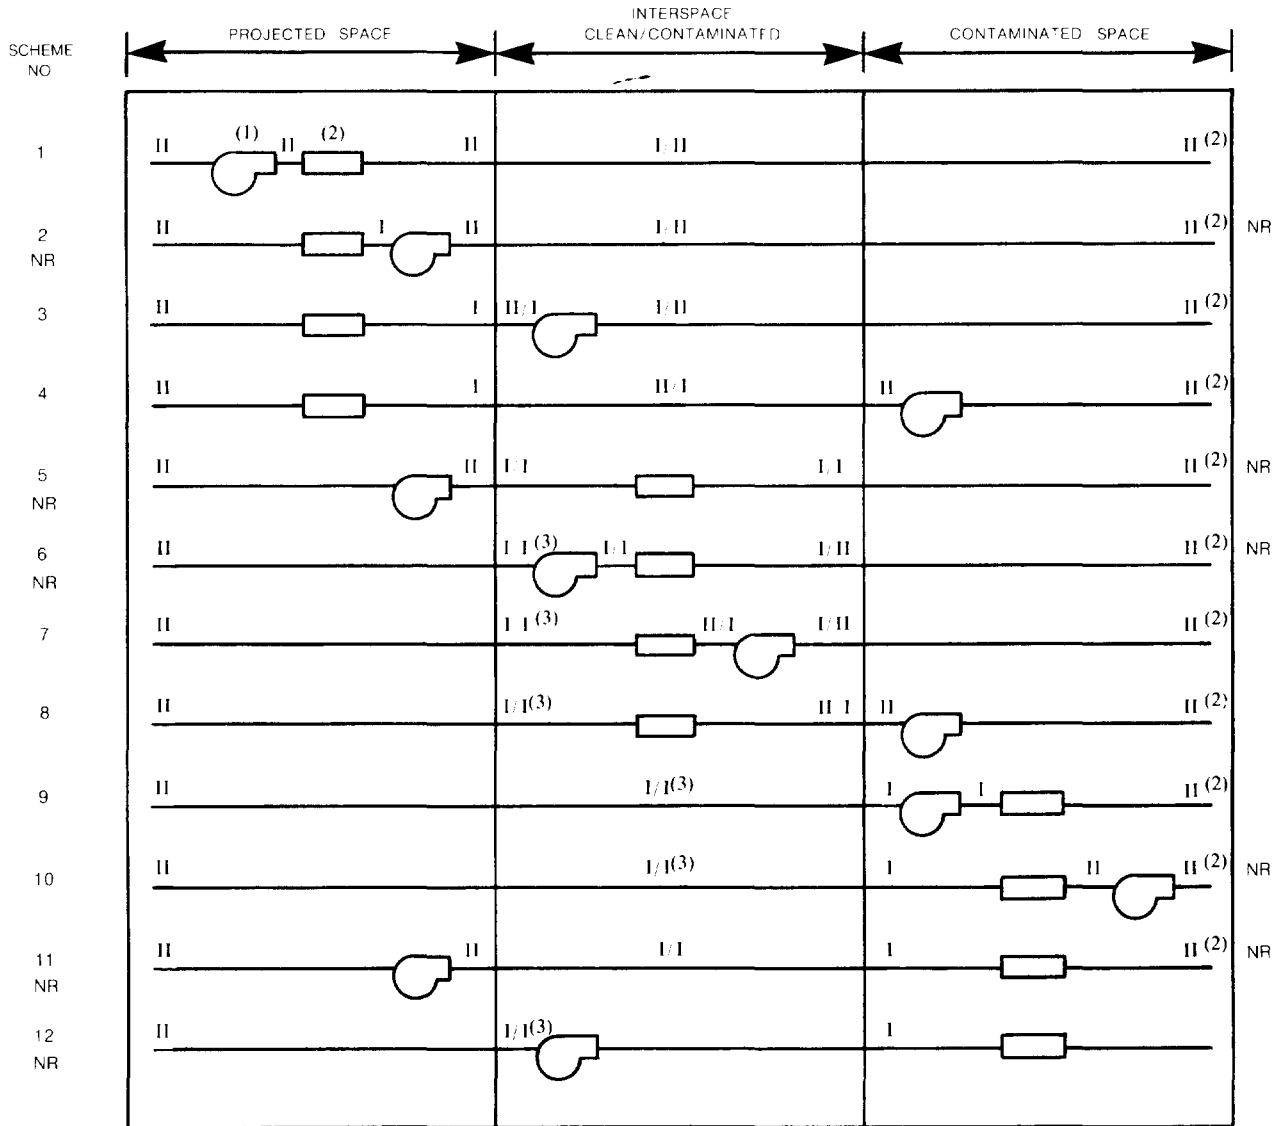 INTERSPACE
SCHEME NO PROJECTED SPACE CLEAN/CONTAMINATED CONTAMINATED SPACE
(1) (2)
1 II II II I/II II (2)
2 NR II I II I/II II (2) NR
3 II I II/I I/II II (2)
4 II I II/I II II (2)
5 NR II II I/I I/I II (2) NR
6 NR II I I (3) I/I I/II II (2) NR
7 II I I (3) II/I I/II II (2)
8 II I/I(3) II I II II (2)
9 II I/I(3) I I II (2)
10 II I/I(3) I II II (2) NR
11 NR II II I/I I II (2) NR
12 NR II I/I(3) I